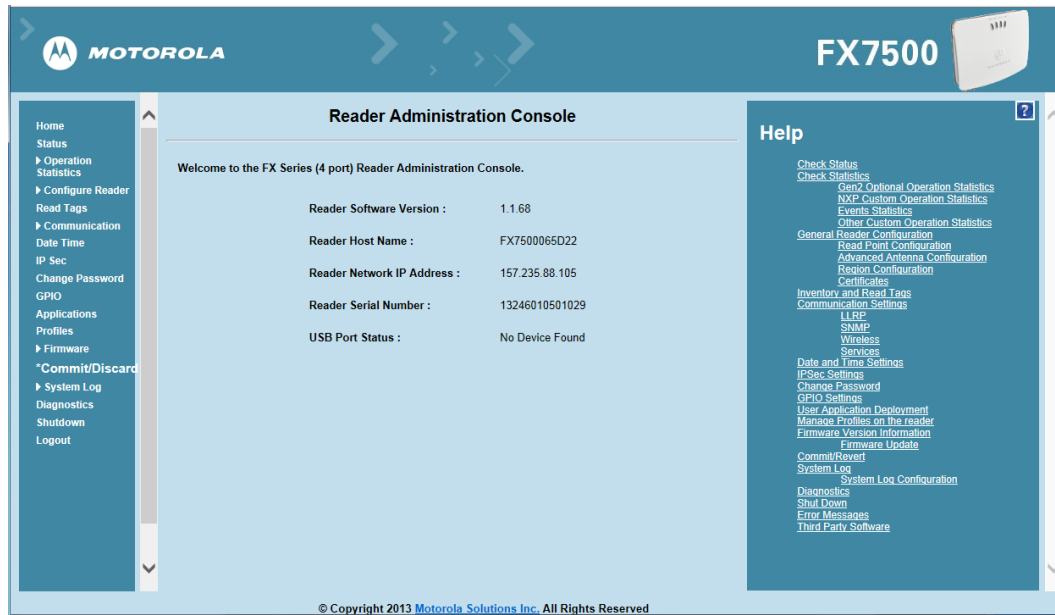 MOTOROLA
FX7500
Home
Status
Operation
Statistics
Configure Reader
Read Tags
Communication
Date Time
IP Sec
Change Password
GPIO
Applications
Profiles
Firmware
*Commit/Discard
System Log
Diagnostics
Shutdown
Logout
Reader Administration Console
Welcome to the FX Series (4 port) Reader Administration Console.
Reader Software Version : 1.1.68
Reader Host Name : FX7500065D22
Reader Network IP Address : 157.235.88.105
Reader Serial Number : 13246010501029
USB Port Status : No Device Found
?
Help
Check Status
Check Statistics
Gen2 Optional Operation Statistics
NXP Custom Operation Statistics
Events Statistics
Other Custom Operation Statistics
General Reader Configuration
Read Point Configuration
Advanced Antenna Configuration
Region Configuration
Certificates
Inventory and Read Tags
Communication Settings
LLRP
SNMP
Wireless
Services
Date and Time Settings
IPSec Settings
Change Password
GPIO Settings
User Application Deployment
Manage Profiles on the reader
Firmware Version Information
Firmware Update
Commit/Revert
System Log
System Log Configuration
Diagnostics
Shut Down
Error Messages
Third Party Software
© Copyright 2013 Motorola Solutions Inc. All Rights Reserved